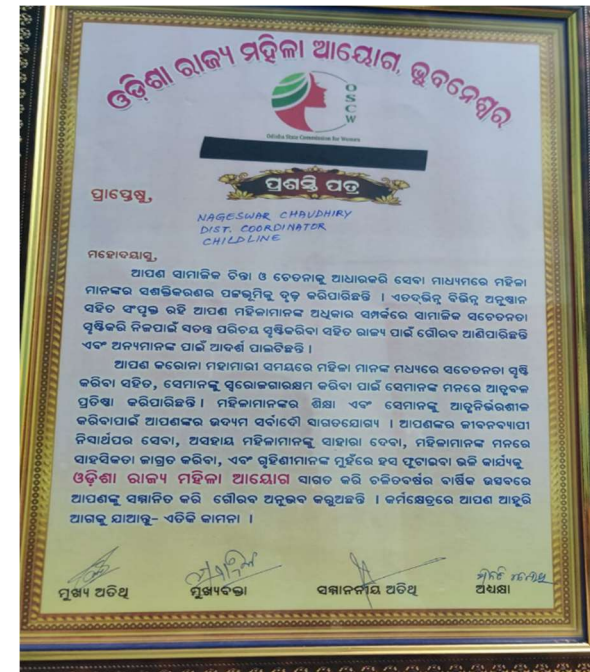 ଓଡ଼ିଶା ରାଜ୍ୟ ମହିଳା ଆୟୋଗ, ଭୁବନେଶ୍ୱର
OSCW
Odisha State Commission for Women
ପ୍ରଶସ୍ତି ପତ୍ର
ପ୍ରାପ୍ତେଷୁ,
NAGESWAR CHAUDHIRY
DIST. COORDINATOR
CHILDLINE
ମହୋଦୟାସୁ,
ଆପଣ ସାମାଜିକ ଚିନ୍ତା ଓ ଚେତନାକୁ ଆଧାରକରି ସେବା ମାଧ୍ୟମରେ ମହିଳା
ମାନଙ୍କର ସଶକ୍ତିକରଣର ପଟ୍ଟଭୂମିକୁ ଦୃଢ଼ କରିପାରିଛନ୍ତି । ଏତଦ୍‌ଭିନ୍ନ ବିଭିନ୍ନ ଅନୁଷ୍ଠାନ
ସହିତ ସଂପୃକ୍ତ ରହି ଆପଣ ମହିଳାମାନଙ୍କ ଅଧିକାର ସମ୍ପର୍କରେ ସାମାଜିକ ସଚେତନତା
ସୃଷ୍ଟିକରି ନିଜପାଇଁ ସ୍ୱତନ୍ତ୍ର ପରିଚୟ ସୃଷ୍ଟିକରିବା ସହିତ ରାଜ୍ୟ ପାଇଁ ଗୌରବ ଆଣିପାରିଛନ୍ତି
ଏବଂ ଅନ୍ୟମାନଙ୍କ ପାଇଁ ଆଦର୍ଶ ପାଲଟିଛନ୍ତି ।
ଆପଣ କରୋନା ମହାମାରୀ ସମୟରେ ମହିଳା ମାନଙ୍କ ମଧ୍ୟରେ ସଚେତନତା ସୃଷ୍ଟି
କରିବା ସହିତ, ସେମାନଙ୍କୁ ସ୍ୱରୋଜଗାରକ୍ଷମ କରିବା ପାଇଁ ସେମାନଙ୍କ ମନରେ ଆତ୍ମବଳ
ପ୍ରତିଷ୍ଠା କରିପାରିଛନ୍ତି। ମହିଳାମାନଙ୍କର ଶିକ୍ଷା ଏବଂ ସେମାନଙ୍କୁ ଆତ୍ମନିର୍ଭରଶୀଳ
କରିବାପାଇଁ ଆପଣଙ୍କର ଉଦ୍ୟମ ସର୍ବାଦୌ ସ୍ୱାଗତଯୋଗ୍ୟ । ଆପଣଙ୍କର ଜୀବନବ୍ୟାପୀ
ନିସ୍ୱାର୍ଥପର ସେବା, ଅସହାୟ ମହିଳାମାନଙ୍କୁ ସାହାରା ଦେବା, ମହିଳାମାନଙ୍କ ମନରେ
ସାହସିକତା ଜାଗ୍ରତ କରିବା, ଏବଂ ଗୃହିଣୀମାନଙ୍କ ମୁହଁରେ ହସ ଫୁଟାଇବା ଭଳି କାର୍ଯ୍ୟକୁ
ଓଡ଼ିଶା ରାଜ୍ୟ ମହିଳା ଆୟୋଗ ସ୍ୱାଗତ କରି ଚଳିତବର୍ଷର ବାର୍ଷିକ ଉତ୍ସବରେ
ଆପଣଙ୍କୁ ସମ୍ମାନିତ କରି ଗୌରବ ଅନୁଭବ କରୁଅଛନ୍ତି । କର୍ମକ୍ଷେତ୍ରରେ ଆପଣ ଆହୁରି
ଆଗକୁ ଯାଆନ୍ତୁ- ଏତିକି କାମନା ।
ମୁଖ୍ୟ ଅତିଥି ମୁଖ୍ୟବକ୍ତା ସମ୍ମାନନୀୟ ଅତିଥି ଅଧ୍ୟକ୍ଷା